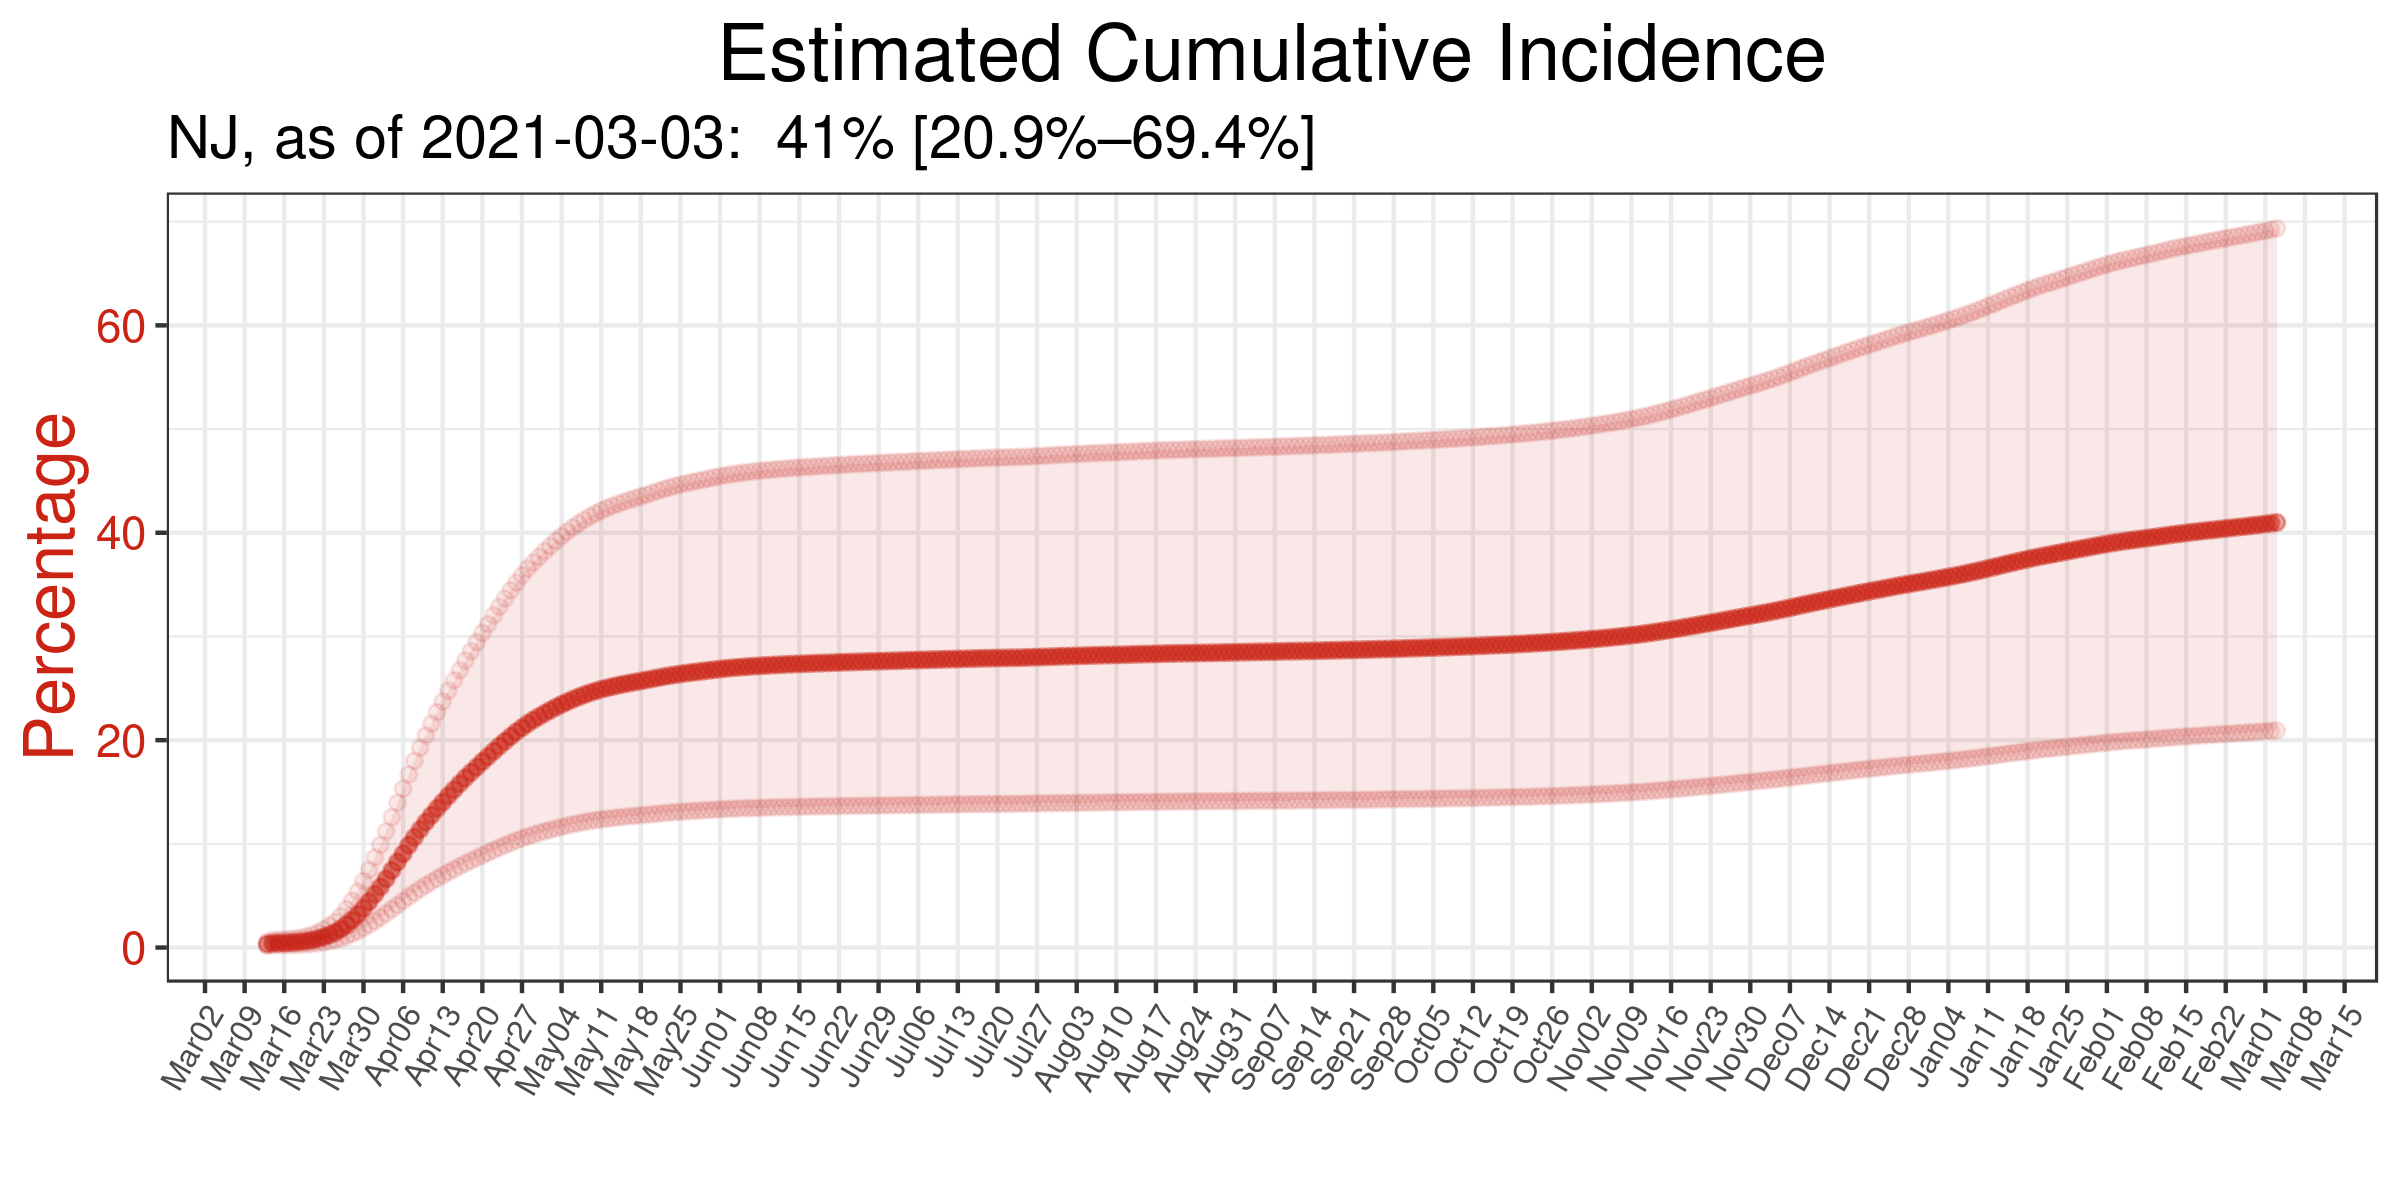 Estimated Cumulative Incidence
NJ, as of 2021-03-03:  41% [20.9%–69.4%]
Percentage
60
40
20
0
Mar02
Mar09
Mar16
Mar23
Mar30
Apr06
Apr13
Apr20
Apr27
May04
May11
May18
May25
Jun01
Jun08
Jun15
Jun22
Jun29
Jul06
Jul13
Jul20
Jul27
Aug03
Aug10
Aug17
Aug24
Aug31
Sep07
Sep14
Sep21
Sep28
Oct05
Oct12
Oct19
Oct26
Nov02
Nov09
Nov16
Nov23
Nov30
Dec07
Dec14
Dec21
Dec28
Jan04
Jan11
Jan18
Jan25
Feb01
Feb08
Feb15
Feb22
Mar01
Mar08
Mar15